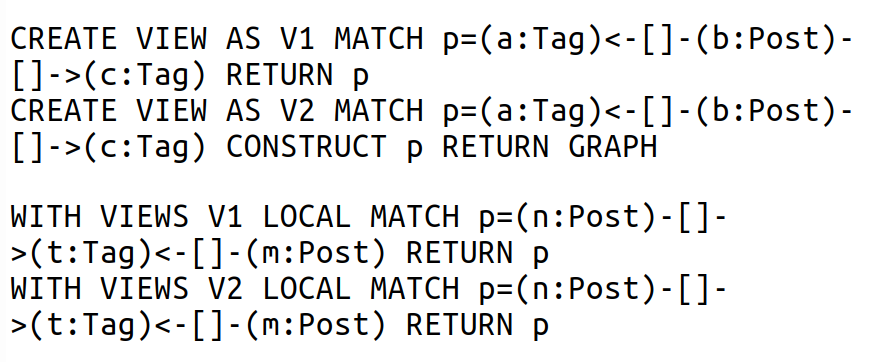 CREATE VIEW AS V1 MATCH p=(a:Tag)<-[]-(b:Post)-
[]->(c:Tag) RETURN p
CREATE VIEW AS V2 MATCH p=(a:Tag)<-[]-(b:Post)-
[]->(c:Tag) CONSTRUCT p RETURN GRAPH
WITH VIEWS V1 LOCAL MATCH p=(n:Post)-[]-
>(t:Tag)<-[]-(m:Post) RETURN p
WITH VIEWS V2 LOCAL MATCH p=(n:Post)-[]-
>(t:Tag)<-[]-(m:Post) RETURN p